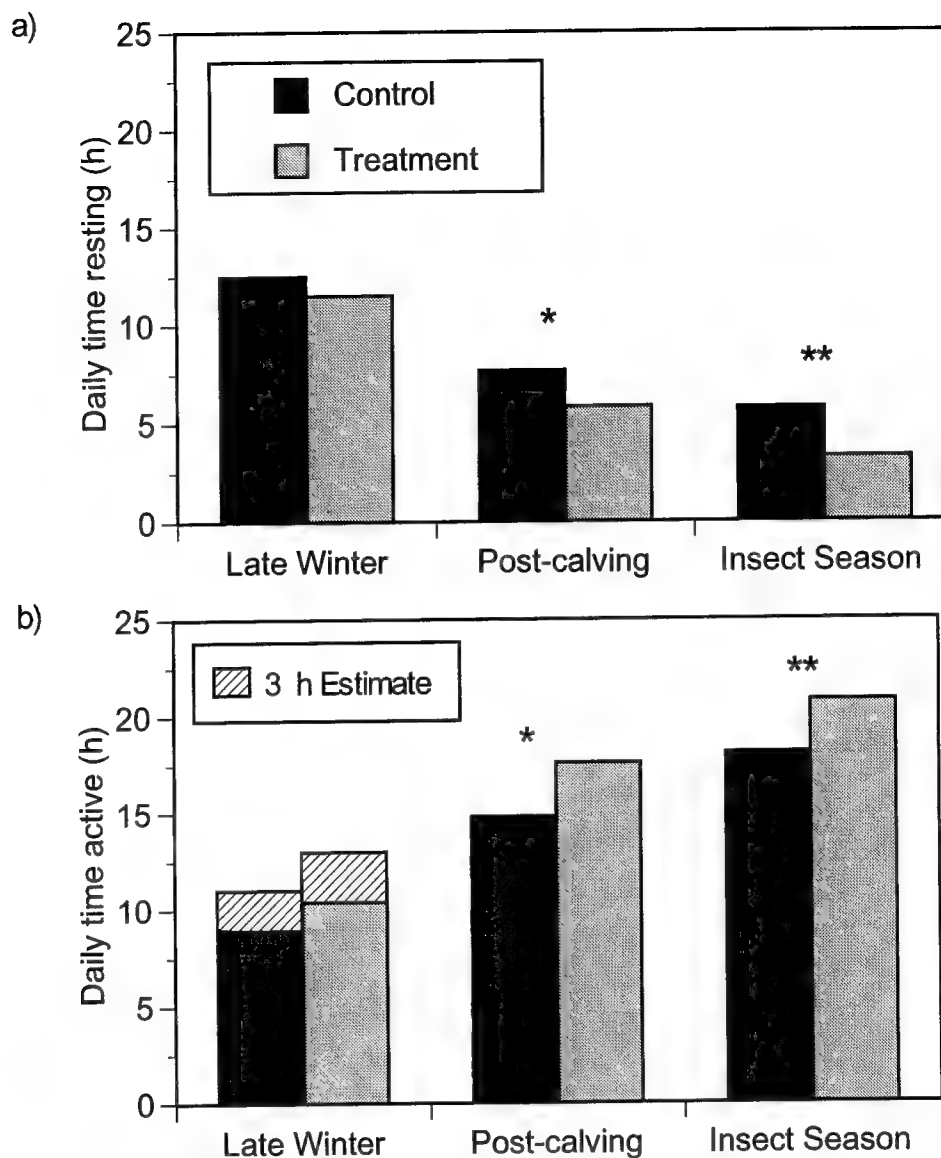 a)
25
20
15
10
5
0
Daily time resting (h)
Control
Treatment
*
**
Late Winter
Post-calving
Insect Season
b)
25
20
15
10
5
0
Daily time active (h)
3 h Estimate
*
**
Late Winter
Post-calving
Insect Season